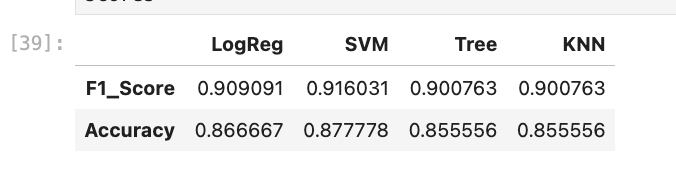 [39]:
LogReg SVM Tree KNN
F1_Score 0.909091 0.916031 0.900763 0.900763
Accuracy 0.866667 0.877778 0.855556 0.855556